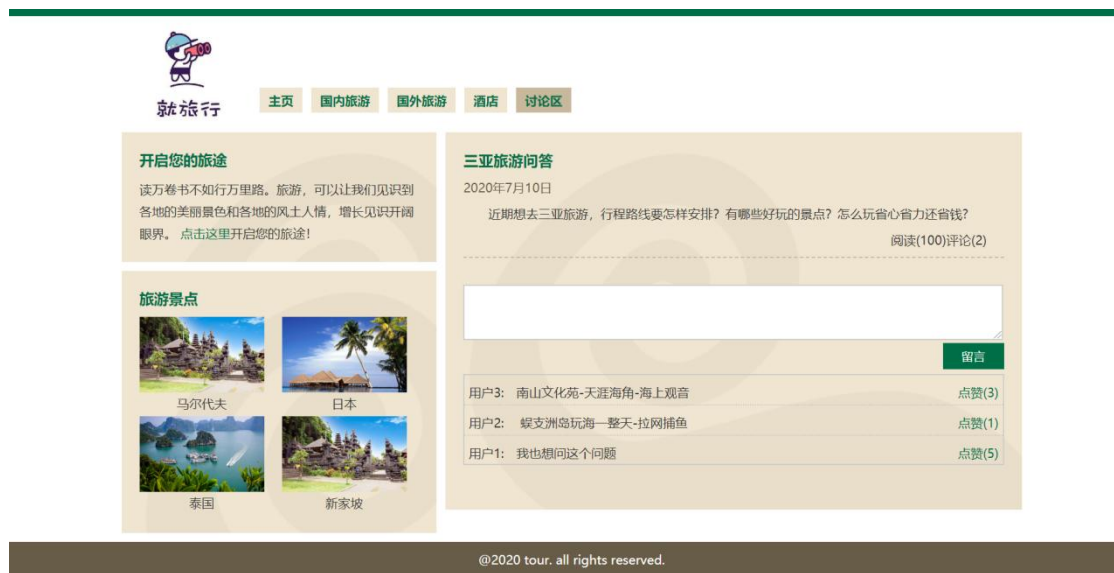 就旅行
主页 国内旅游 国外旅游 酒店 讨论区
开启您的旅途
读万卷书不如行万里路。旅游，可以让我们见识到
各地的美丽景色和各地的风土人情，增长见识开阔
眼界。 点击这里开启您的旅途！
旅游景点
马尔代夫 日本
泰国 新家坡
三亚旅游问答
2020年7月10日
近期想去三亚旅游，行程路线要怎样安排？有哪些好玩的景点？怎么玩省心省力还省钱？
阅读(100)评论(2)
留言
用户3: 南山文化苑-天涯海角-海上观音 点赞(3)
用户2: 蜈支洲岛玩海—整天-拉网捕鱼 点赞(1)
用户1: 我也想问这个问题 点赞(5)
@2020 tour. all rights reserved.